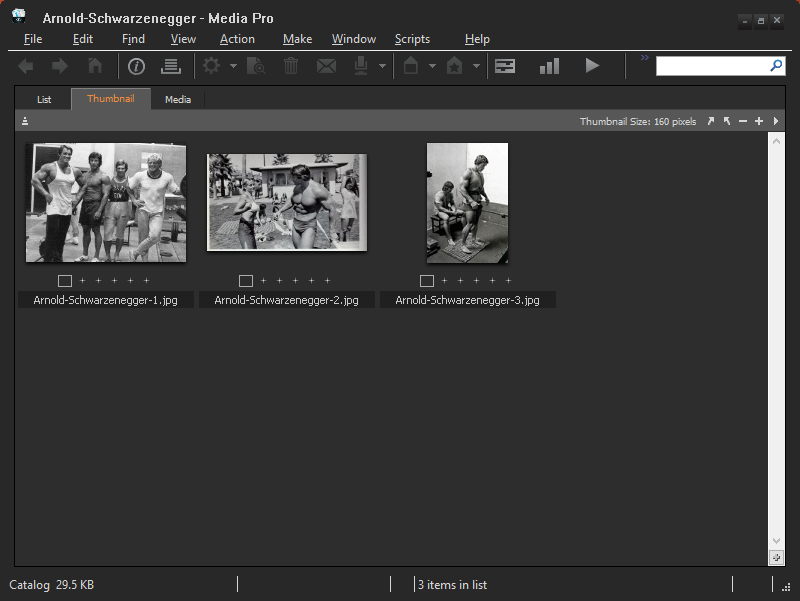 Arnold-Schwarzenegger - Media Pro
File Edit Find View Action Make Window Scripts Help
List Thumbnail Media
Thumbnail Size: 160 pixels
Arnold-Schwarzenegger-1.jpg Arnold-Schwarzenegger-2.jpg Arnold-Schwarzenegger-3.jpg
Catalog 29.5 KB 3 items in list